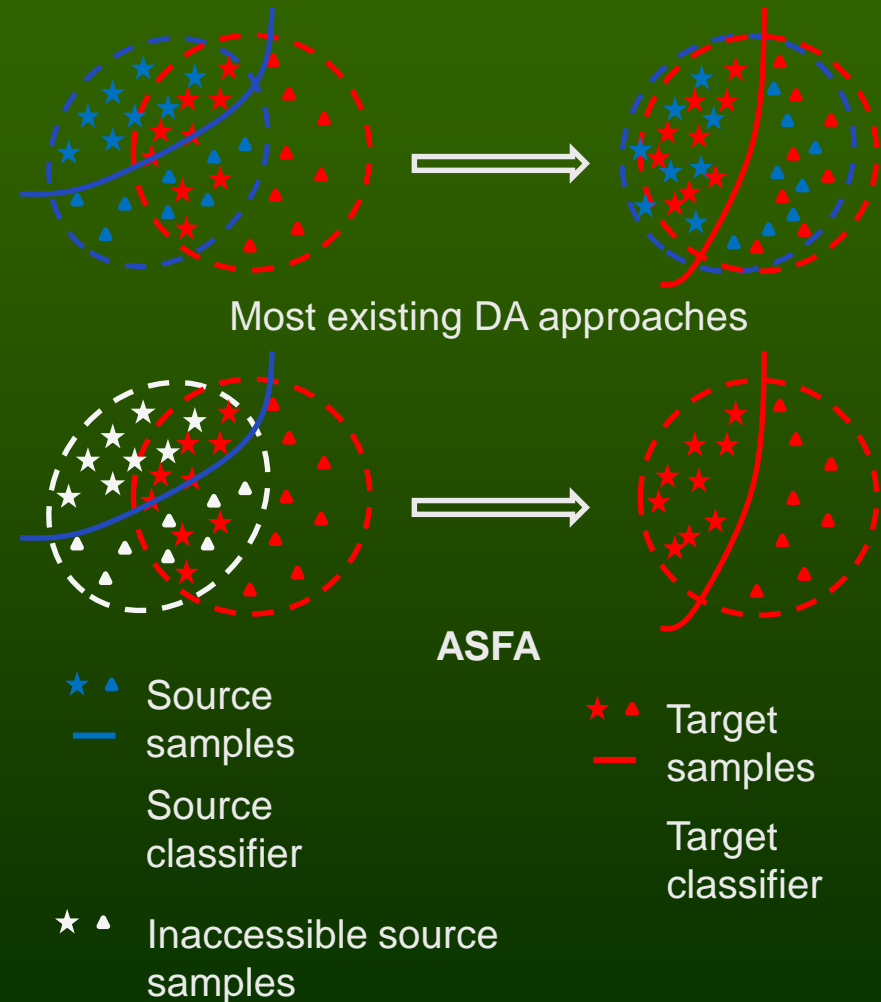 Most existing DA approaches
ASFA
Source
samples
Source
classifier
Target
samples
Target
classifier
Inaccessible source
samples